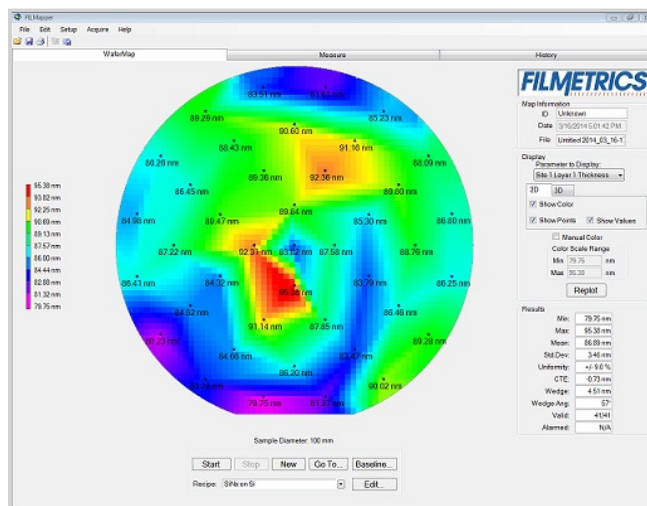 FILMapper
File Edit Setup Acquire Help
WaferMap Measure History
FILMETRICS
Map Information
ID Unknown
Date 3/16/2014 5:01:42 PM
File Untitled 2014_03_16-1
Display
Parameter to Display:
Site 1 Layer 1 Thickness
2D 3D
Show Color
Show Points Show Values
Manual Color
Color Scale Range
Min 79.75 nm
Max 95.38 nm
Replot
Results
Min: 79.75 nm
Max: 95.38 nm
Mean: 86.89 nm
Std.Dev: 3.46 nm
Uniformity: +/- 9.0 %
CTE: -0.73 nm
Wedge: 4.51 nm
Wedge Ang: 57°
Valid: 41/41
Alarmed: N/A
95.38 nm
93.82 nm
92.25 nm
90.69 nm
89.13 nm
87.57 nm
86.00 nm
84.44 nm
82.88 nm
81.32 nm
79.75 nm
83.51 nm
89.29 nm 85.23 nm
90.60 nm
88.43 nm 91.16 nm
86.26 nm 88.09 nm
89.36 nm 92.36 nm
86.45 nm 89.80 nm
89.64 nm
84.98 nm 89.47 nm 85.30 nm
87.22 nm 92.31 nm 87.58 nm 88.76 nm
86.41 nm 84.32 nm 83.79 nm 86.25 nm
95.38 nm
84.52 nm 86.46 nm
91.14 nm 87.85 nm
80.23 nm 89.28 nm
84.66 nm 83.47 nm
86.20 nm
90.02 nm
79.75 nm 81.27 nm
Sample Diameter: 100 mm
Start Stop New Go To... Baseline...
Recipe: SiNx on Si Edit...